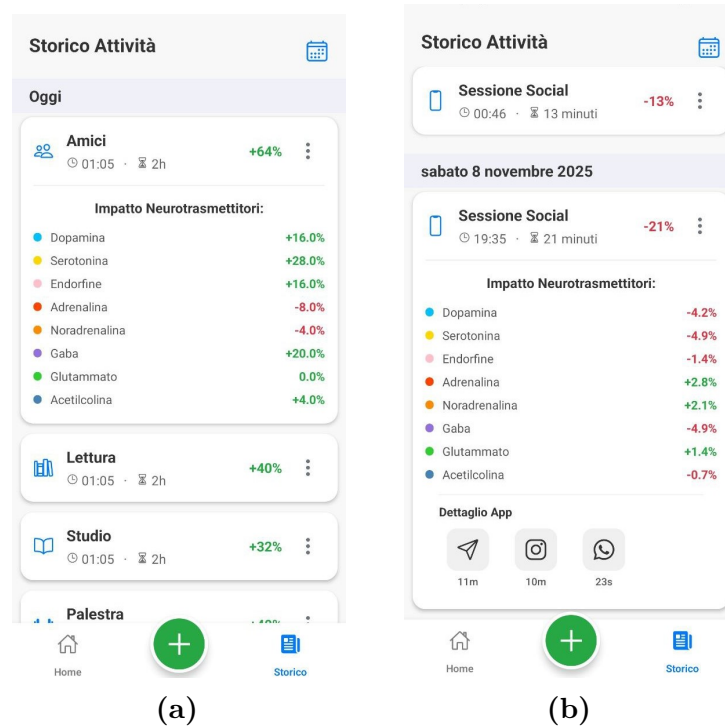 Storico Attività
Oggi
Amici
01:05 · 2h
+64%
Impatto Neurotrasmettitori:
Dopamina +16.0%
Serotonina +28.0%
Endorfine +16.0%
Adrenalina -8.0%
Noradrenalina -4.0%
Gaba +20.0%
Glutammato 0.0%
Acetilcolina +4.0%
Lettura
01:05 · 2h
+40%
Studio
01:05 · 2h
+32%
Palestra
Home
Storico
(a)
Storico Attività
Sessione Social
00:46 · 13 minuti
-13%
sabato 8 novembre 2025
Sessione Social
19:35 · 21 minuti
-21%
Impatto Neurotrasmettitori:
Dopamina -4.2%
Serotonina -4.9%
Endorfine -1.4%
Adrenalina +2.8%
Noradrenalina +2.1%
Gaba -4.9%
Glutammato +1.4%
Acetilcolina -0.7%
Dettaglio App
11m 10m 23s
Home
Storico
(b)